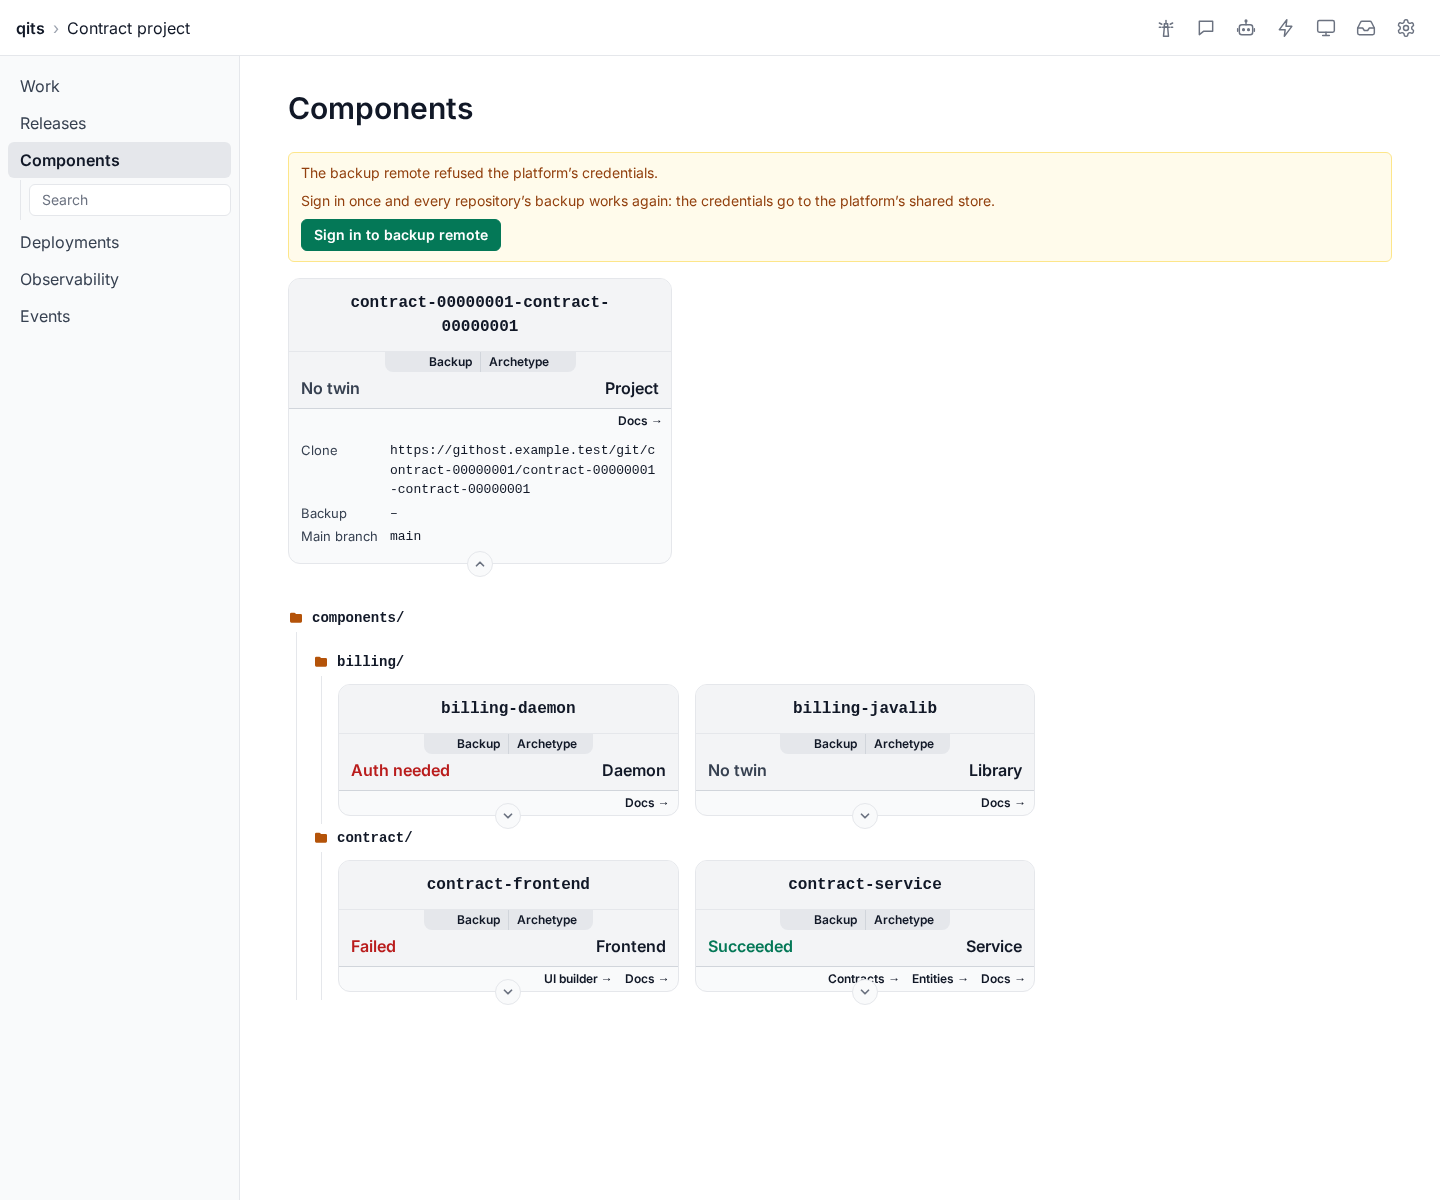 qits › Contract project
Work
Releases
Components
Search
Deployments
Observability
Events
Components
The backup remote refused the platform’s credentials.
Sign in once and every repository’s backup works again: the credentials go to the platform’s shared store.
Sign in to backup remote
contract-00000001-contract-
00000001
Backup Archetype
No twin Project
Docs →
Clone https://githost.example.test/git/c
ontract-00000001/contract-00000001
-contract-00000001
Backup –
Main branch main
components/
billing/
billing-daemon
Backup Archetype
Auth needed Daemon
Docs →
billing-javalib
Backup Archetype
No twin Library
Docs →
contract/
contract-frontend
Backup Archetype
Failed Frontend
UI builder → Docs →
contract-service
Backup Archetype
Succeeded Service
Contracts → Entities → Docs →